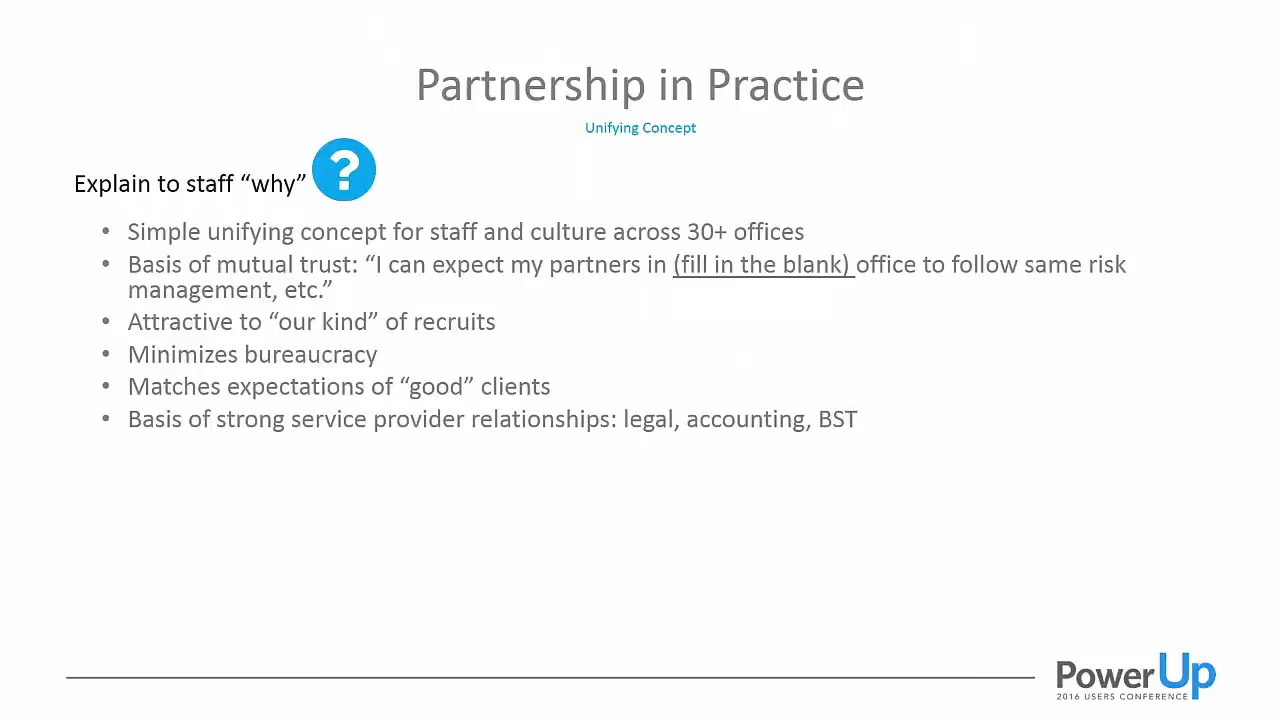 Partnership in Practice
Unifying Concept
Explain to staff “why” ?
• Simple unifying concept for staff and culture across 30+ offices
• Basis of mutual trust: “I can expect my partners in (fill in the blank) office to follow same risk
management, etc.”
• Attractive to “our kind” of recruits
• Minimizes bureaucracy
• Matches expectations of “good” clients
• Basis of strong service provider relationships: legal, accounting, BST
PowerUp
2016 USERS CONFERENCE